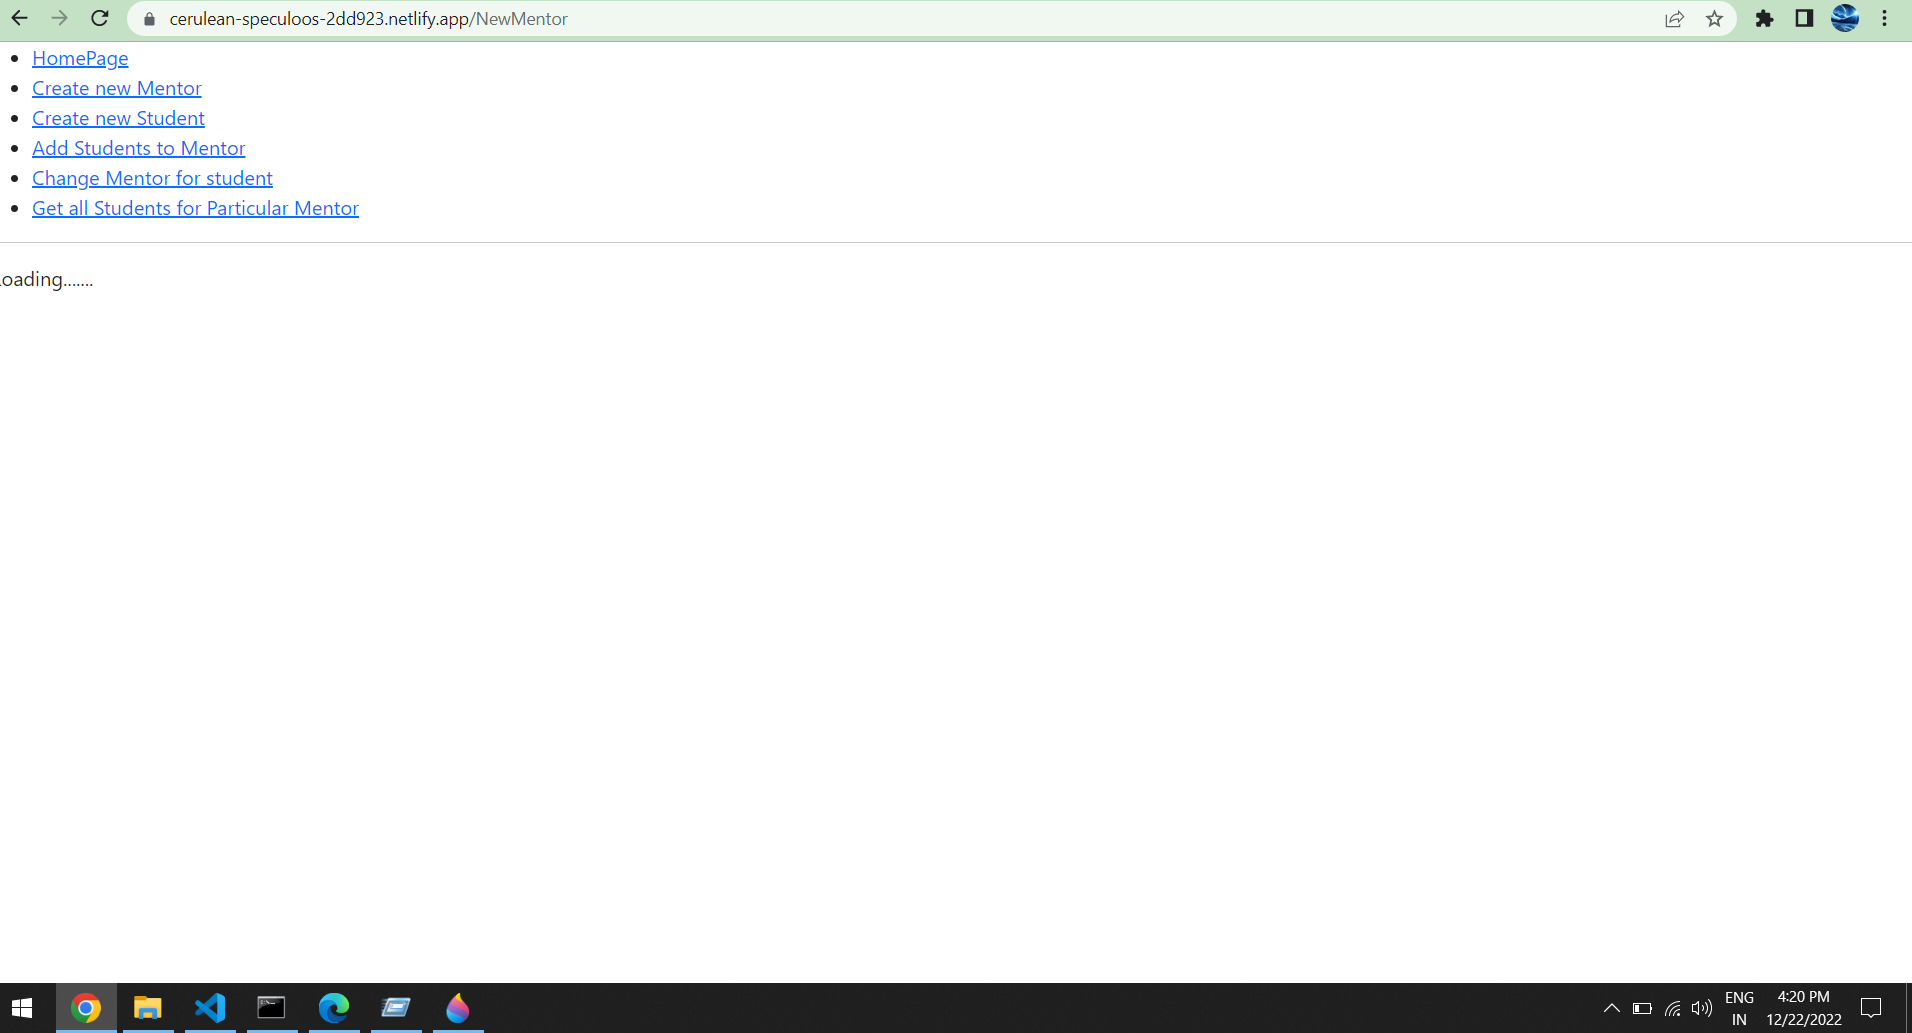 cerulean-speculoos-2dd923.netlify.app/NewMentor
HomePage
Create new Mentor
Create new Student
Add Students to Mentor
Change Mentor for student
Get all Students for Particular Mentor
oading.......
ENG
IN
4:20 PM
12/22/2022